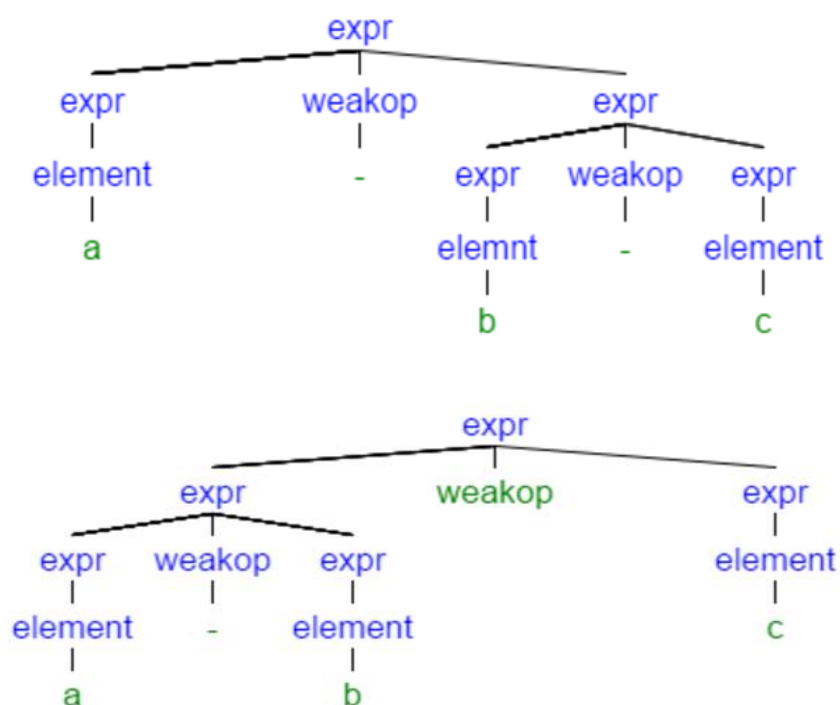 expr
expr weakop expr
element - expr weakop expr
a elemnt - element
b c
expr
expr weakop expr
expr weakop expr element
element - element c
a b